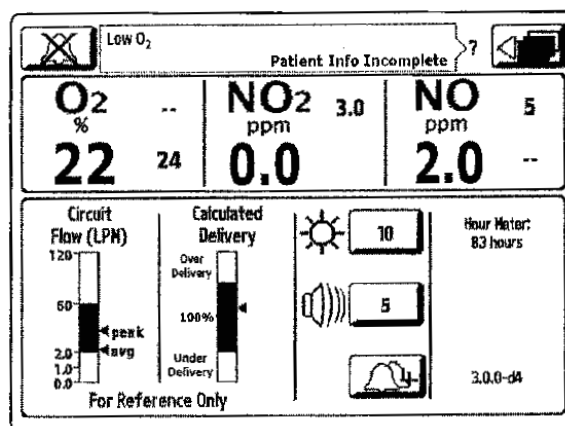 Low O2
Patient Info Incomplete
?
O2 -- NO2 3.0 NO 5
% ppm ppm
22 24 0.0 2.0 --
Circuit
Flow (LPM)
120
60
peak
2.0 avg
1.0
0.0
Calculated
Delivery
Over
Delivery
100%
Under
Delivery
For Reference Only
10
5
Hour Meter:
83 hours
3.0.0-d4